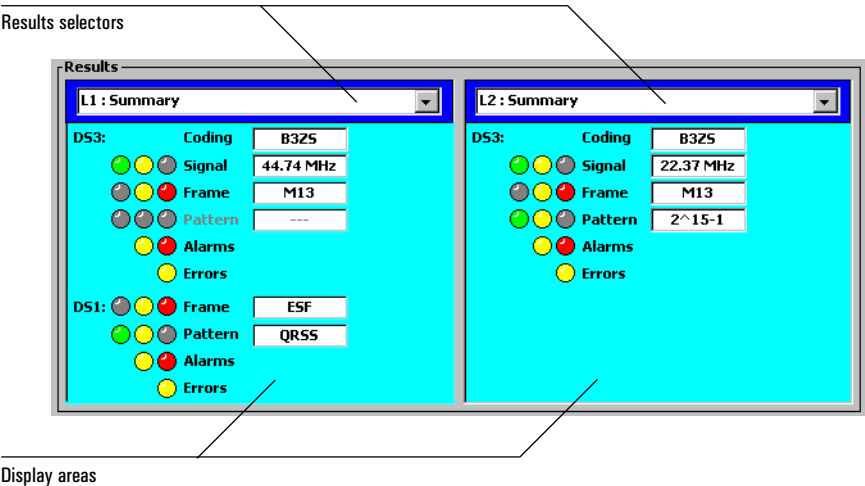 Results selectors
Results
L1 : Summary
DS3: Coding B3ZS
Signal 44.74 MHz
Frame M13
Pattern ---
Alarms
Errors
DS1: Frame ESF
Pattern QRSS
Alarms
Errors
L2 : Summary
DS3: Coding B3ZS
Signal 22.37 MHz
Frame M13
Pattern 2^15-1
Alarms
Errors
Display areas